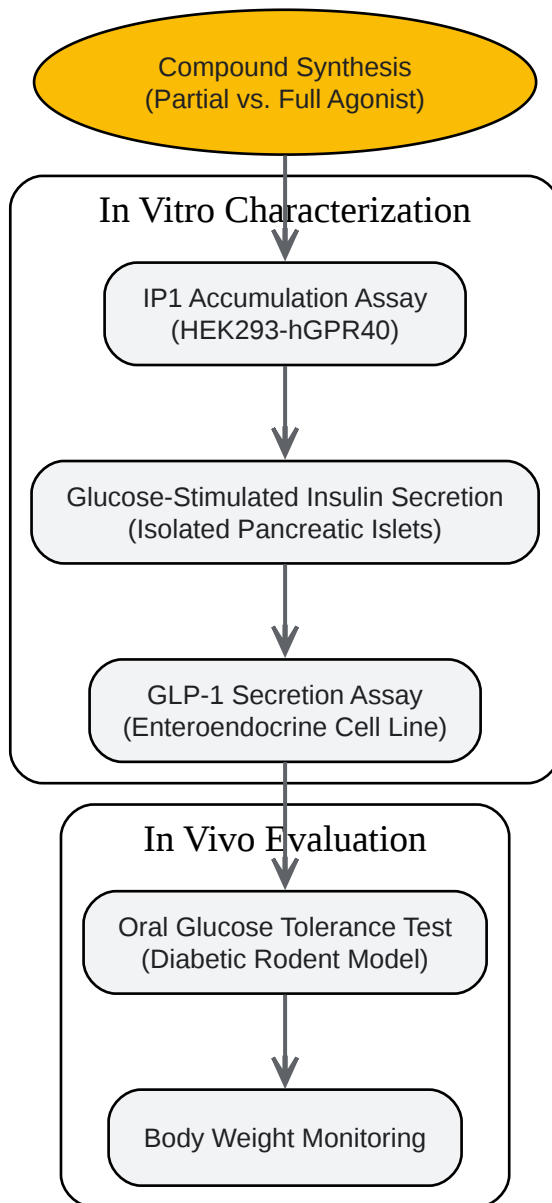 Compound Synthesis
(Partial vs. Full Agonist)
In Vitro Characterization
IP1 Accumulation Assay
(HEK293-hGPR40)
Glucose-Stimulated Insulin Secretion
(Isolated Pancreatic Islets)
GLP-1 Secretion Assay
(Enteroendocrine Cell Line)
In Vivo Evaluation
Oral Glucose Tolerance Test
(Diabetic Rodent Model)
Body Weight Monitoring